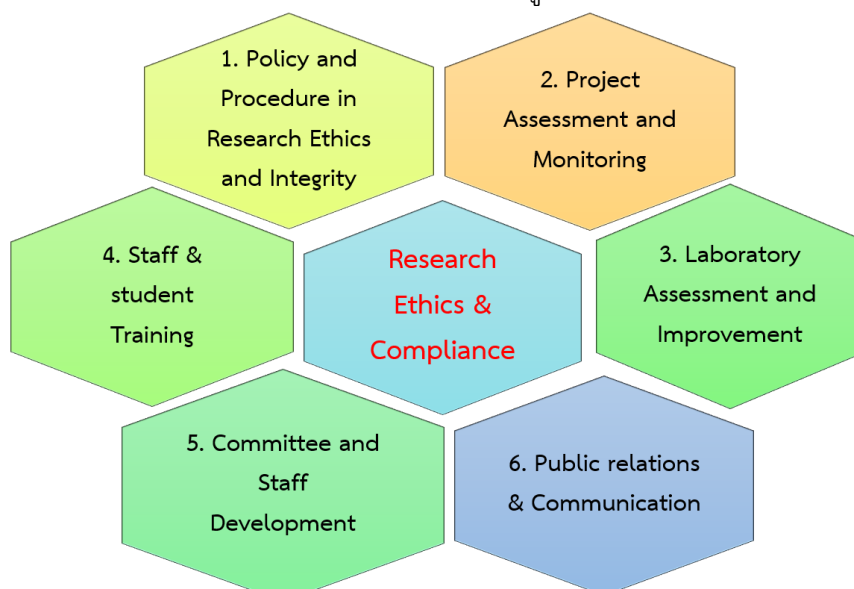 1. Policy and
Procedure in
Research Ethics
and Integrity
2. Project
Assessment and
Monitoring
4. Staff &
student
Training
Research
Ethics &
Compliance
3. Laboratory
Assessment and
Improvement
5. Committee and
Staff
Development
6. Public relations
& Communication